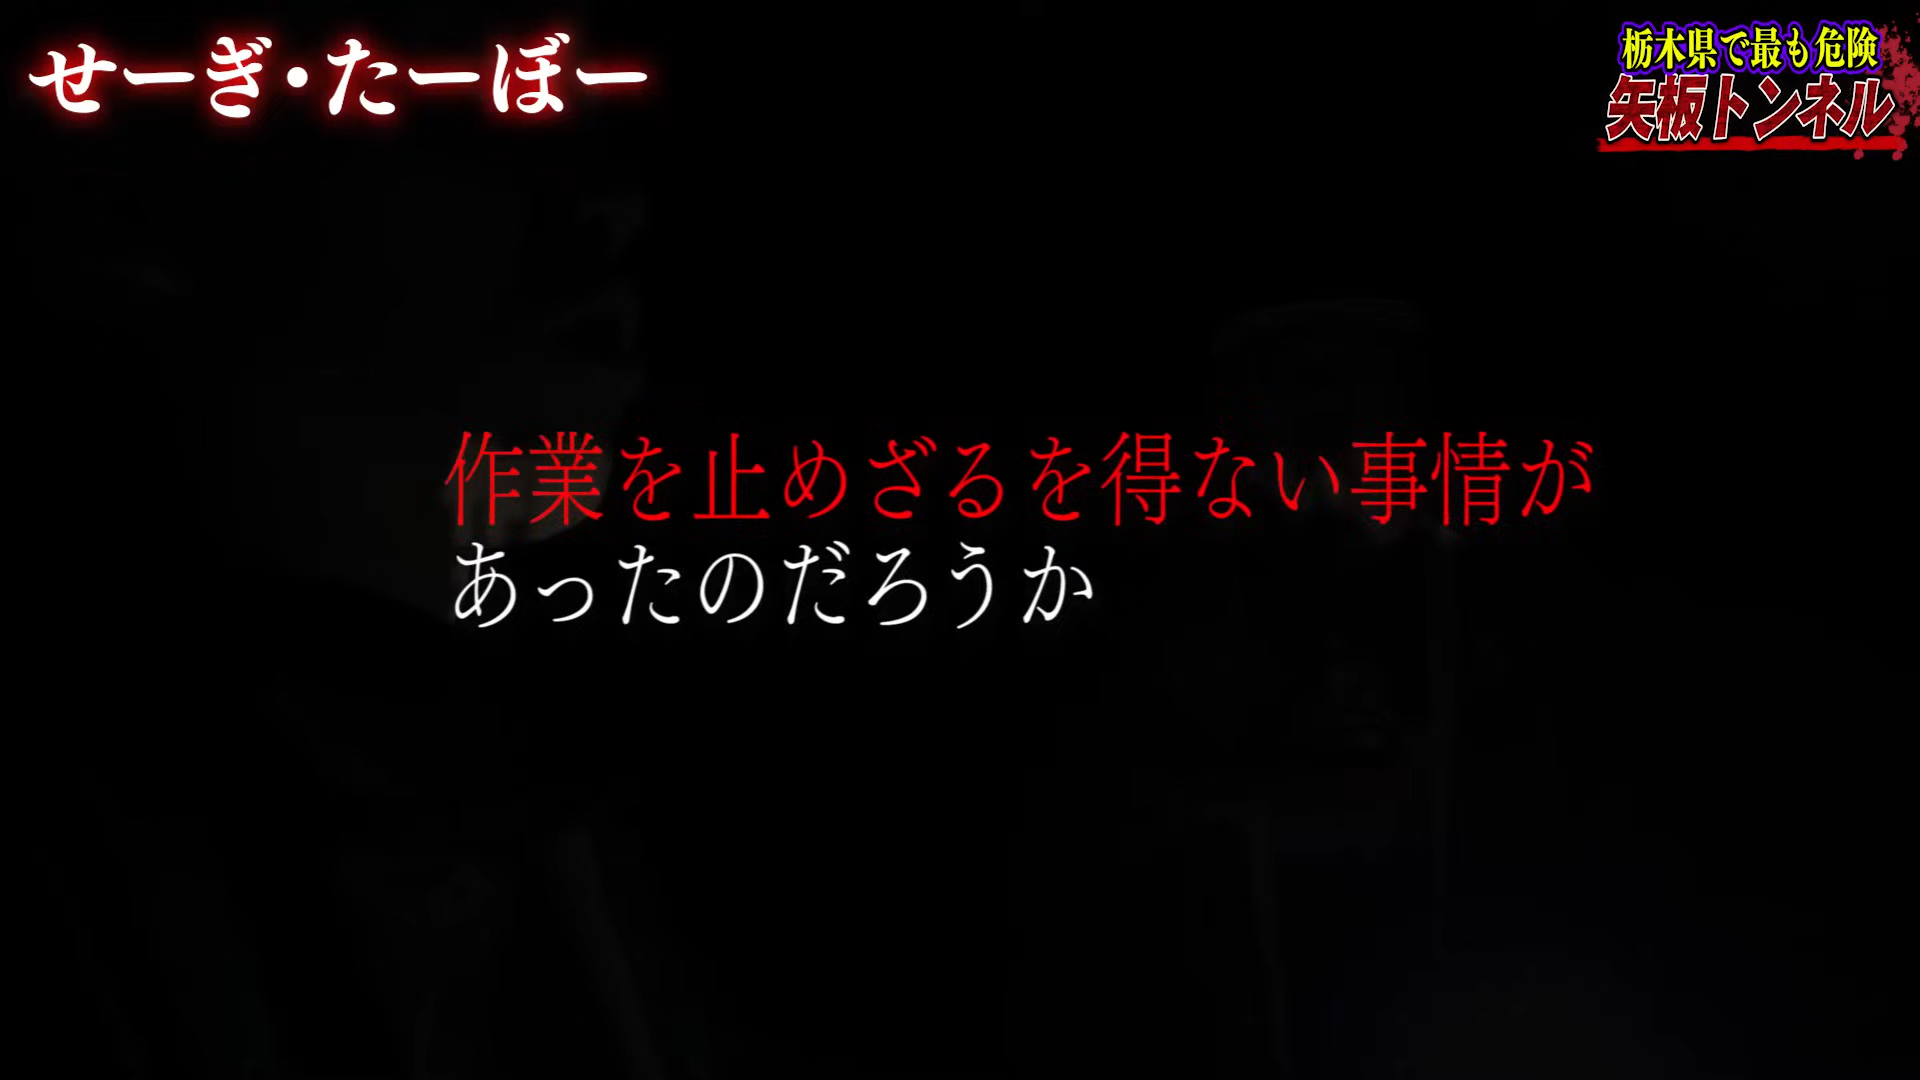 せーぎ・たーぼー
栃木県で最も危険
矢板トンネル
作業を止めざるを得ない事情が
あったのだろうか